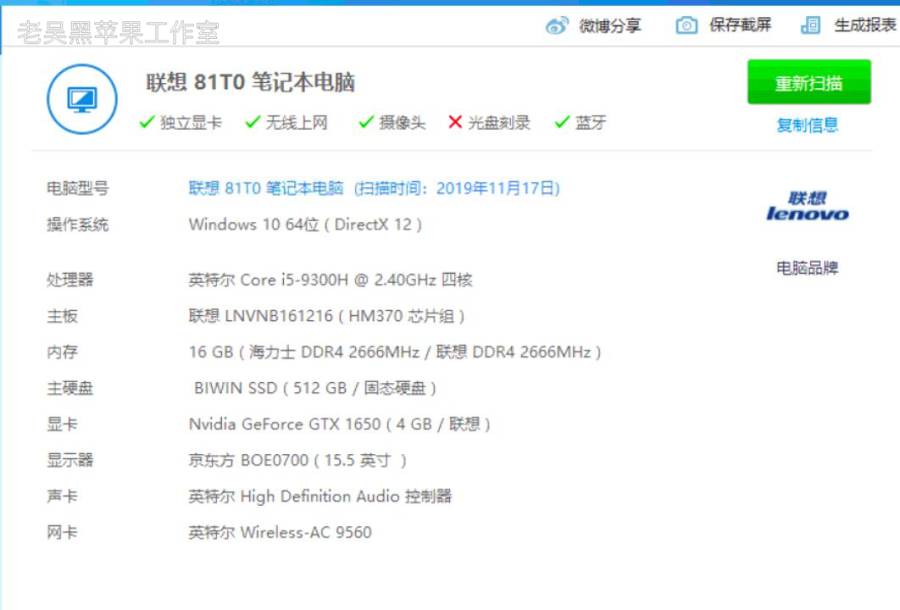 老吴黑苹果工作室
微博分享 保存截屏 生成报表
联想 81T0 笔记本电脑
重新扫描
独立显卡 无线上网 摄像头 光盘刻录 蓝牙
复制信息
电脑型号 联想 81T0 笔记本电脑 (扫描时间：2019年11月17日)
操作系统 Windows 10 64位 ( DirectX 12 )
联想
lenovo
电脑品牌
处理器 英特尔 Core i5-9300H @ 2.40GHz 四核
主板 联想 LNVNB161216 ( HM370 芯片组 )
内存 16 GB ( 海力士 DDR4 2666MHz / 联想 DDR4 2666MHz )
主硬盘 BIWIN SSD ( 512 GB / 固态硬盘 )
显卡 Nvidia GeForce GTX 1650 ( 4 GB / 联想 )
显示器 京东方 BOE0700 ( 15.5 英寸 )
声卡 英特尔 High Definition Audio 控制器
网卡 英特尔 Wireless-AC 9560